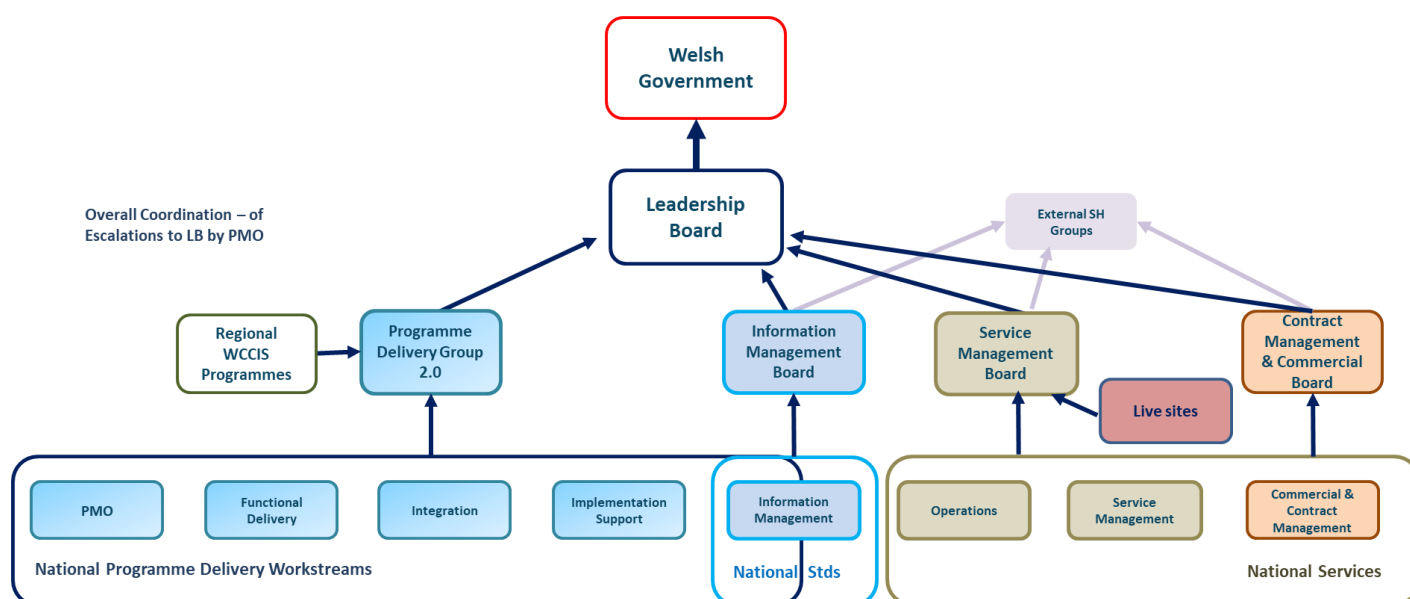 Welsh
Government
Leadership
Board
Overall Coordination – of
Escalations to LB by PMO
External SH
Groups
Regional
WCCIS
Programmes
Programme
Delivery Group
2.0
Information
Management
Board
Service
Management
Board
Contract
Management
& Commercial
Board
Live sites
PMO
Functional
Delivery
Integration
Implementation
Support
Information
Management
Operations
Service
Management
Commercial &
Contract
Management
National Programme Delivery Workstreams
National Stds
National Services